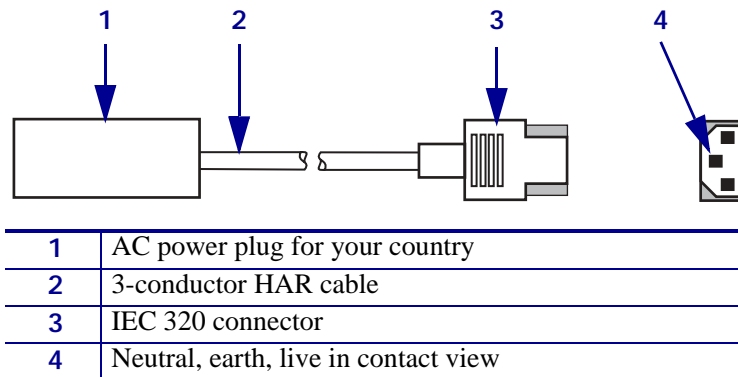 1 2 3 4
1 AC power plug for your country
2 3-conductor HAR cable
3 IEC 320 connector
4 Neutral, earth, live in contact view